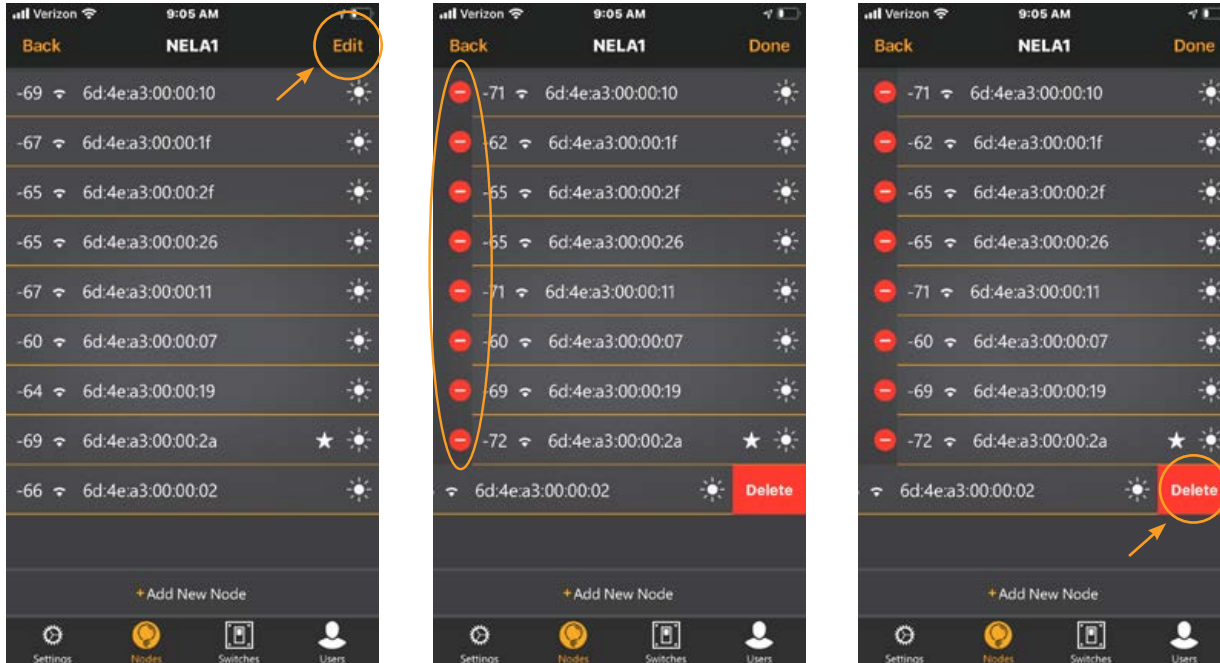 Verizon 9:05 AM
Back NELA1 Edit
-69 6d:4e:a3:00:00:10
-67 6d:4e:a3:00:00:1f
-65 6d:4e:a3:00:00:2f
-65 6d:4e:a3:00:00:26
-67 6d:4e:a3:00:00:11
-60 6d:4e:a3:00:00:07
-64 6d:4e:a3:00:00:19
-69 6d:4e:a3:00:00:2a
-66 6d:4e:a3:00:00:02
+Add New Node
Settings Nodes Switches Users
Verizon 9:05 AM
Back NELA1 Done
-71 6d:4e:a3:00:00:10
-62 6d:4e:a3:00:00:1f
-65 6d:4e:a3:00:00:2f
-65 6d:4e:a3:00:00:26
-71 6d:4e:a3:00:00:11
-60 6d:4e:a3:00:00:07
-69 6d:4e:a3:00:00:19
-72 6d:4e:a3:00:00:2a
6d:4e:a3:00:00:02 Delete
+Add New Node
Settings Nodes Switches Users
Verizon 9:05 AM
Back NELA1 Done
-71 6d:4e:a3:00:00:10
-62 6d:4e:a3:00:00:1f
-65 6d:4e:a3:00:00:2f
-65 6d:4e:a3:00:00:26
-71 6d:4e:a3:00:00:11
-60 6d:4e:a3:00:00:07
-69 6d:4e:a3:00:00:19
-72 6d:4e:a3:00:00:2a
6d:4e:a3:00:00:02 Delete
+Add New Node
Settings Nodes Switches Users